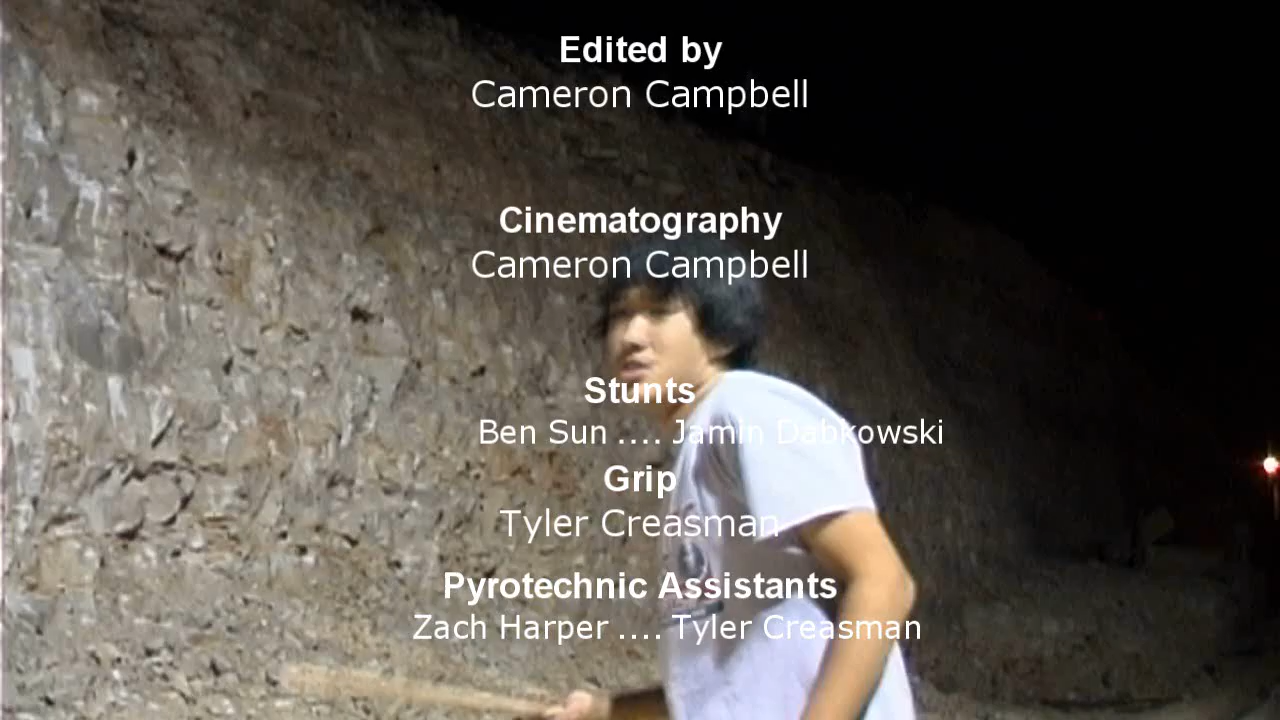 Edited by
Cameron Campbell
Cinematography
Cameron Campbell
Stunts
Ben Sun .... Jamin Dabkowski
Grip
Tyler Creasman
Pyrotechnic Assistants
Zach Harper .... Tyler Creasman